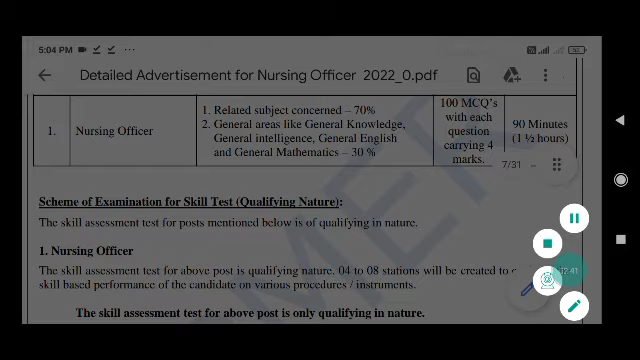 5:04 PM
Detailed Advertisement for Nursing Officer 2022_0.pdf
1. Nursing Officer
1. Related subject concerned – 70%
2. General areas like General Knowledge,
General intelligence, General English
and General Mathematics – 30 %
100 MCQ's
with each
question
carrying 4
marks.
90 Minutes
(1 ½ hours)
7/31
Scheme of Examination for Skill Test (Qualifying Nature):
The skill assessment test for posts mentioned below is of qualifying in nature.
1. Nursing Officer
The skill assessment test for above post is qualifying nature. 04 to 08 stations will be created to
skill based performance of the candidate on various procedures / instruments.
The skill assessment test for above post is only qualifying in nature.